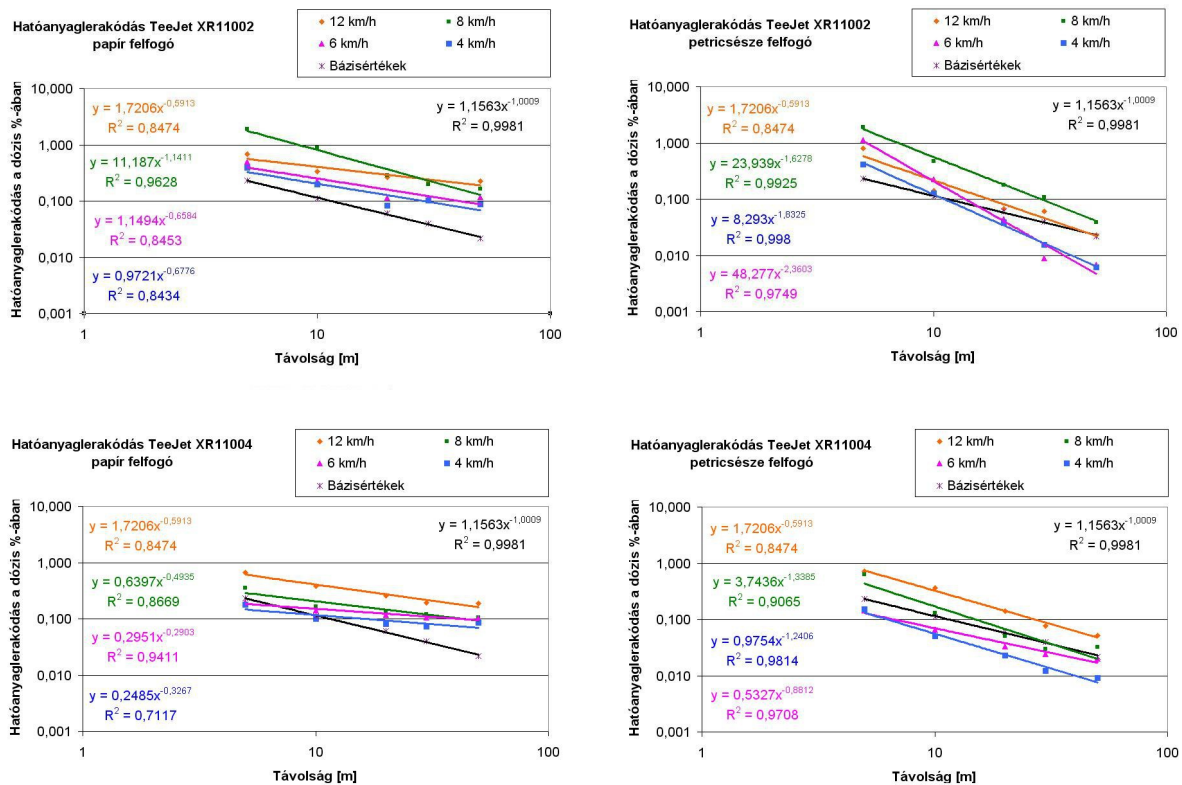 Hatóanyaglerakódás TeeJet XR11002
papír felfogó
12 km/h
8 km/h
6 km/h
4 km/h
Bázisértékek
Hatóanyaglerakódás a dózis %-ában
10,000
1,000
0,100
0,010
0,001
y = 1,7206x^-0,5913
R² = 0,8474
y = 11,187x^-1,1411
R² = 0,9628
y = 1,1494x^-0,6584
R² = 0,8453
y = 0,9721x^-0,6776
R² = 0,8434
y = 1,1563x^-1,0009
R² = 0,9981
1
10
100
Távolság [m]
Hatóanyaglerakódás TeeJet XR11002
petricsésze felfogó
12 km/h
8 km/h
6 km/h
4 km/h
Bázisértékek
Hatóanyaglerakódás a dózis %-ában
10,000
1,000
0,100
0,010
0,001
y = 1,7206x^-0,5913
R² = 0,8474
y = 23,939x^-1,6278
R² = 0,9925
y = 8,293x^-1,8325
R² = 0,998
y = 48,277x^-2,3603
R² = 0,9749
y = 1,1563x^-1,0009
R² = 0,9981
1
10
100
Távolság [m]
Hatóanyaglerakódás TeeJet XR11004
papír felfogó
12 km/h
8 km/h
6 km/h
4 km/h
Bázisértékek
Hatóanyaglerakódás a dózis %-ában
10,000
1,000
0,100
0,010
0,001
y = 1,7206x^-0,5913
R² = 0,8474
y = 0,6397x^-0,4935
R² = 0,8669
y = 0,2951x^-0,2903
R² = 0,9411
y = 0,2485x^-0,3267
R² = 0,7117
y = 1,1563x^-1,0009
R² = 0,9981
1
10
100
Távolság [m]
Hatóanyaglerakódás TeeJet XR11004
petricsésze felfogó
12 km/h
8 km/h
6 km/h
4 km/h
Bázisértékek
Hatóanyaglerakódás a dózis %-ában
10,000
1,000
0,100
0,010
0,001
y = 1,7206x^-0,5913
R² = 0,8474
y = 3,7436x^-1,3385
R² = 0,9065
y = 0,9754x^-1,2406
R² = 0,9814
y = 0,5327x^-0,8812
R² = 0,9708
y = 1,1563x^-1,0009
R² = 0,9981
1
10
100
Távolság [m]